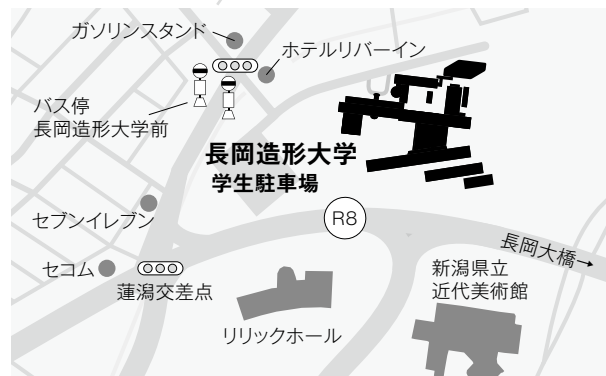 ガソリンスタンド
ホテルリバーイン
バス停
長岡造形大学前
長岡造形大学
学生駐車場
セブンイレブン
R8
長岡大橋→
セコム
蓮潟交差点
新潟県立
近代美術館
リリックホール